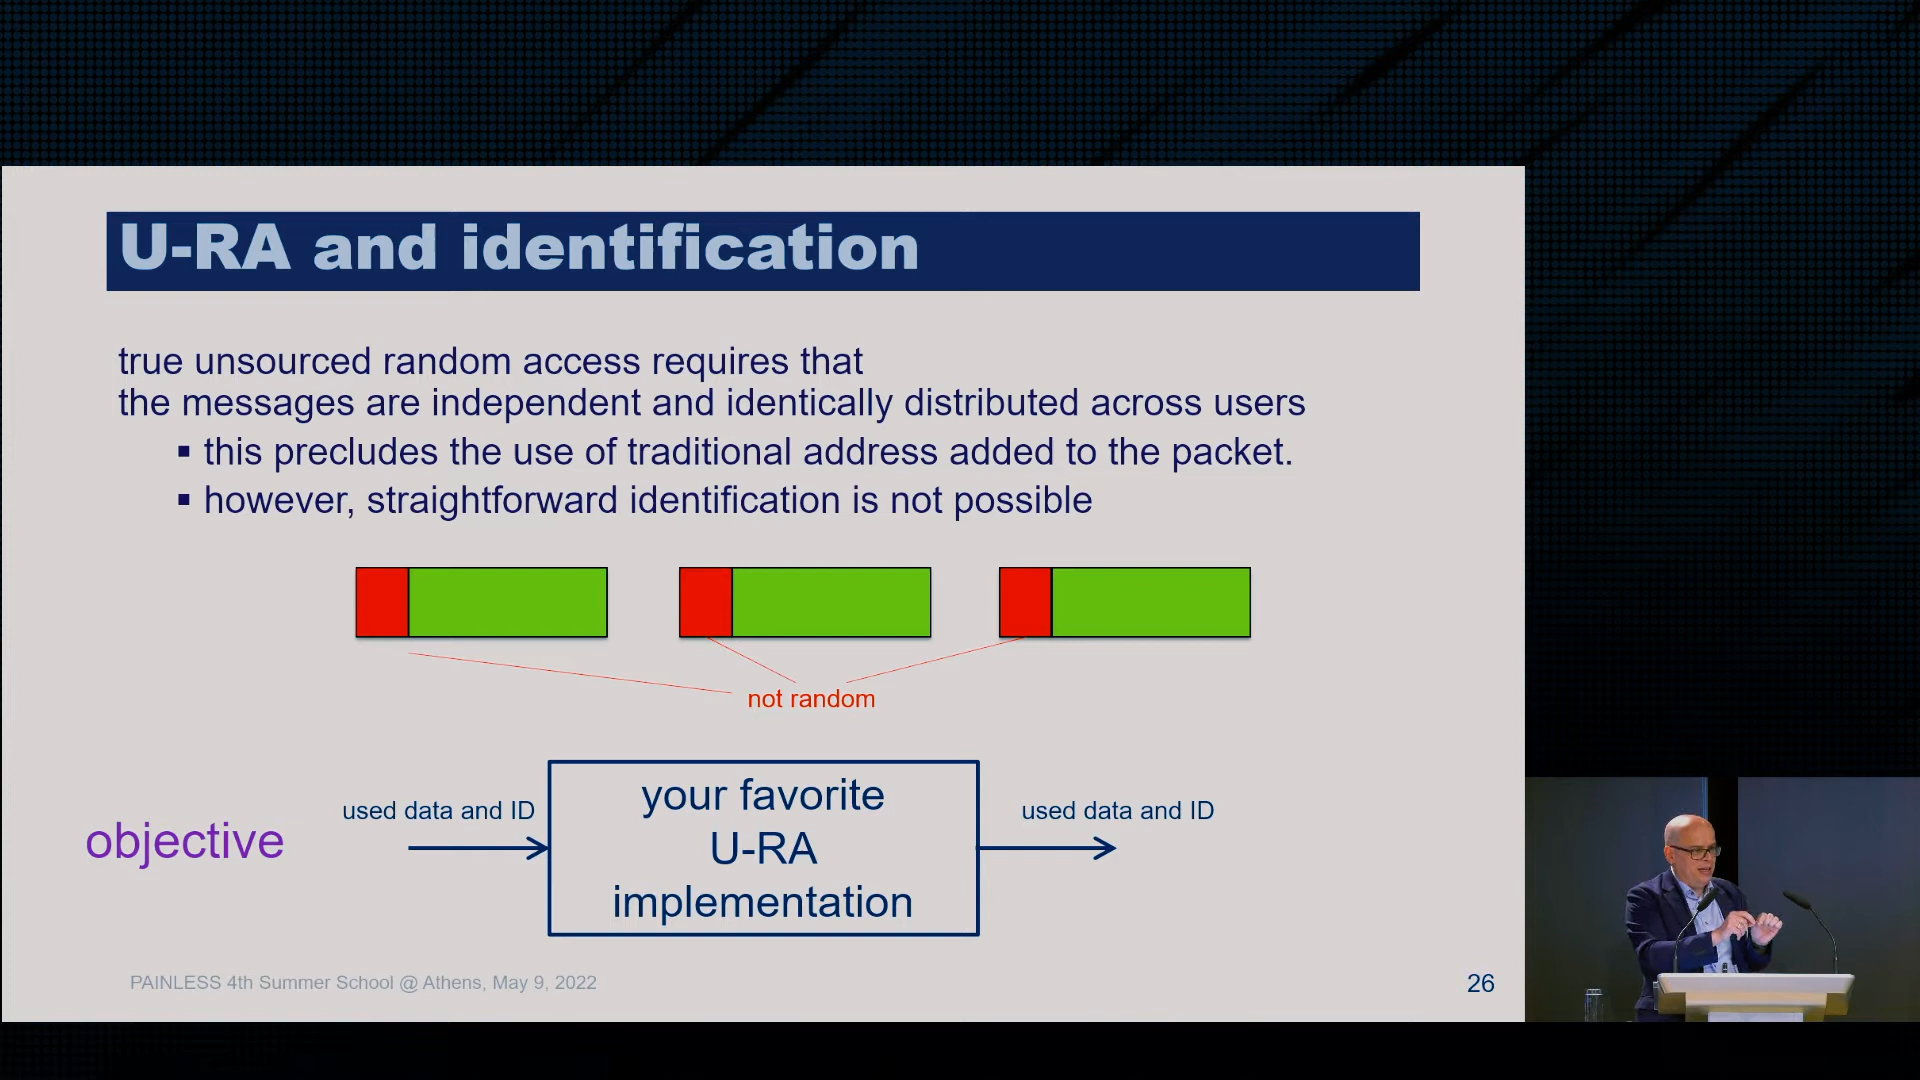 U-RA and identification
true unsourced random access requires that
the messages are independent and identically distributed across users
▪ this precludes the use of traditional address added to the packet.
▪ however, straightforward identification is not possible
not random
objective
used data and ID
your favorite
U-RA
implementation
used data and ID
PAINLESS 4th Summer School @ Athens, May 9, 2022
26